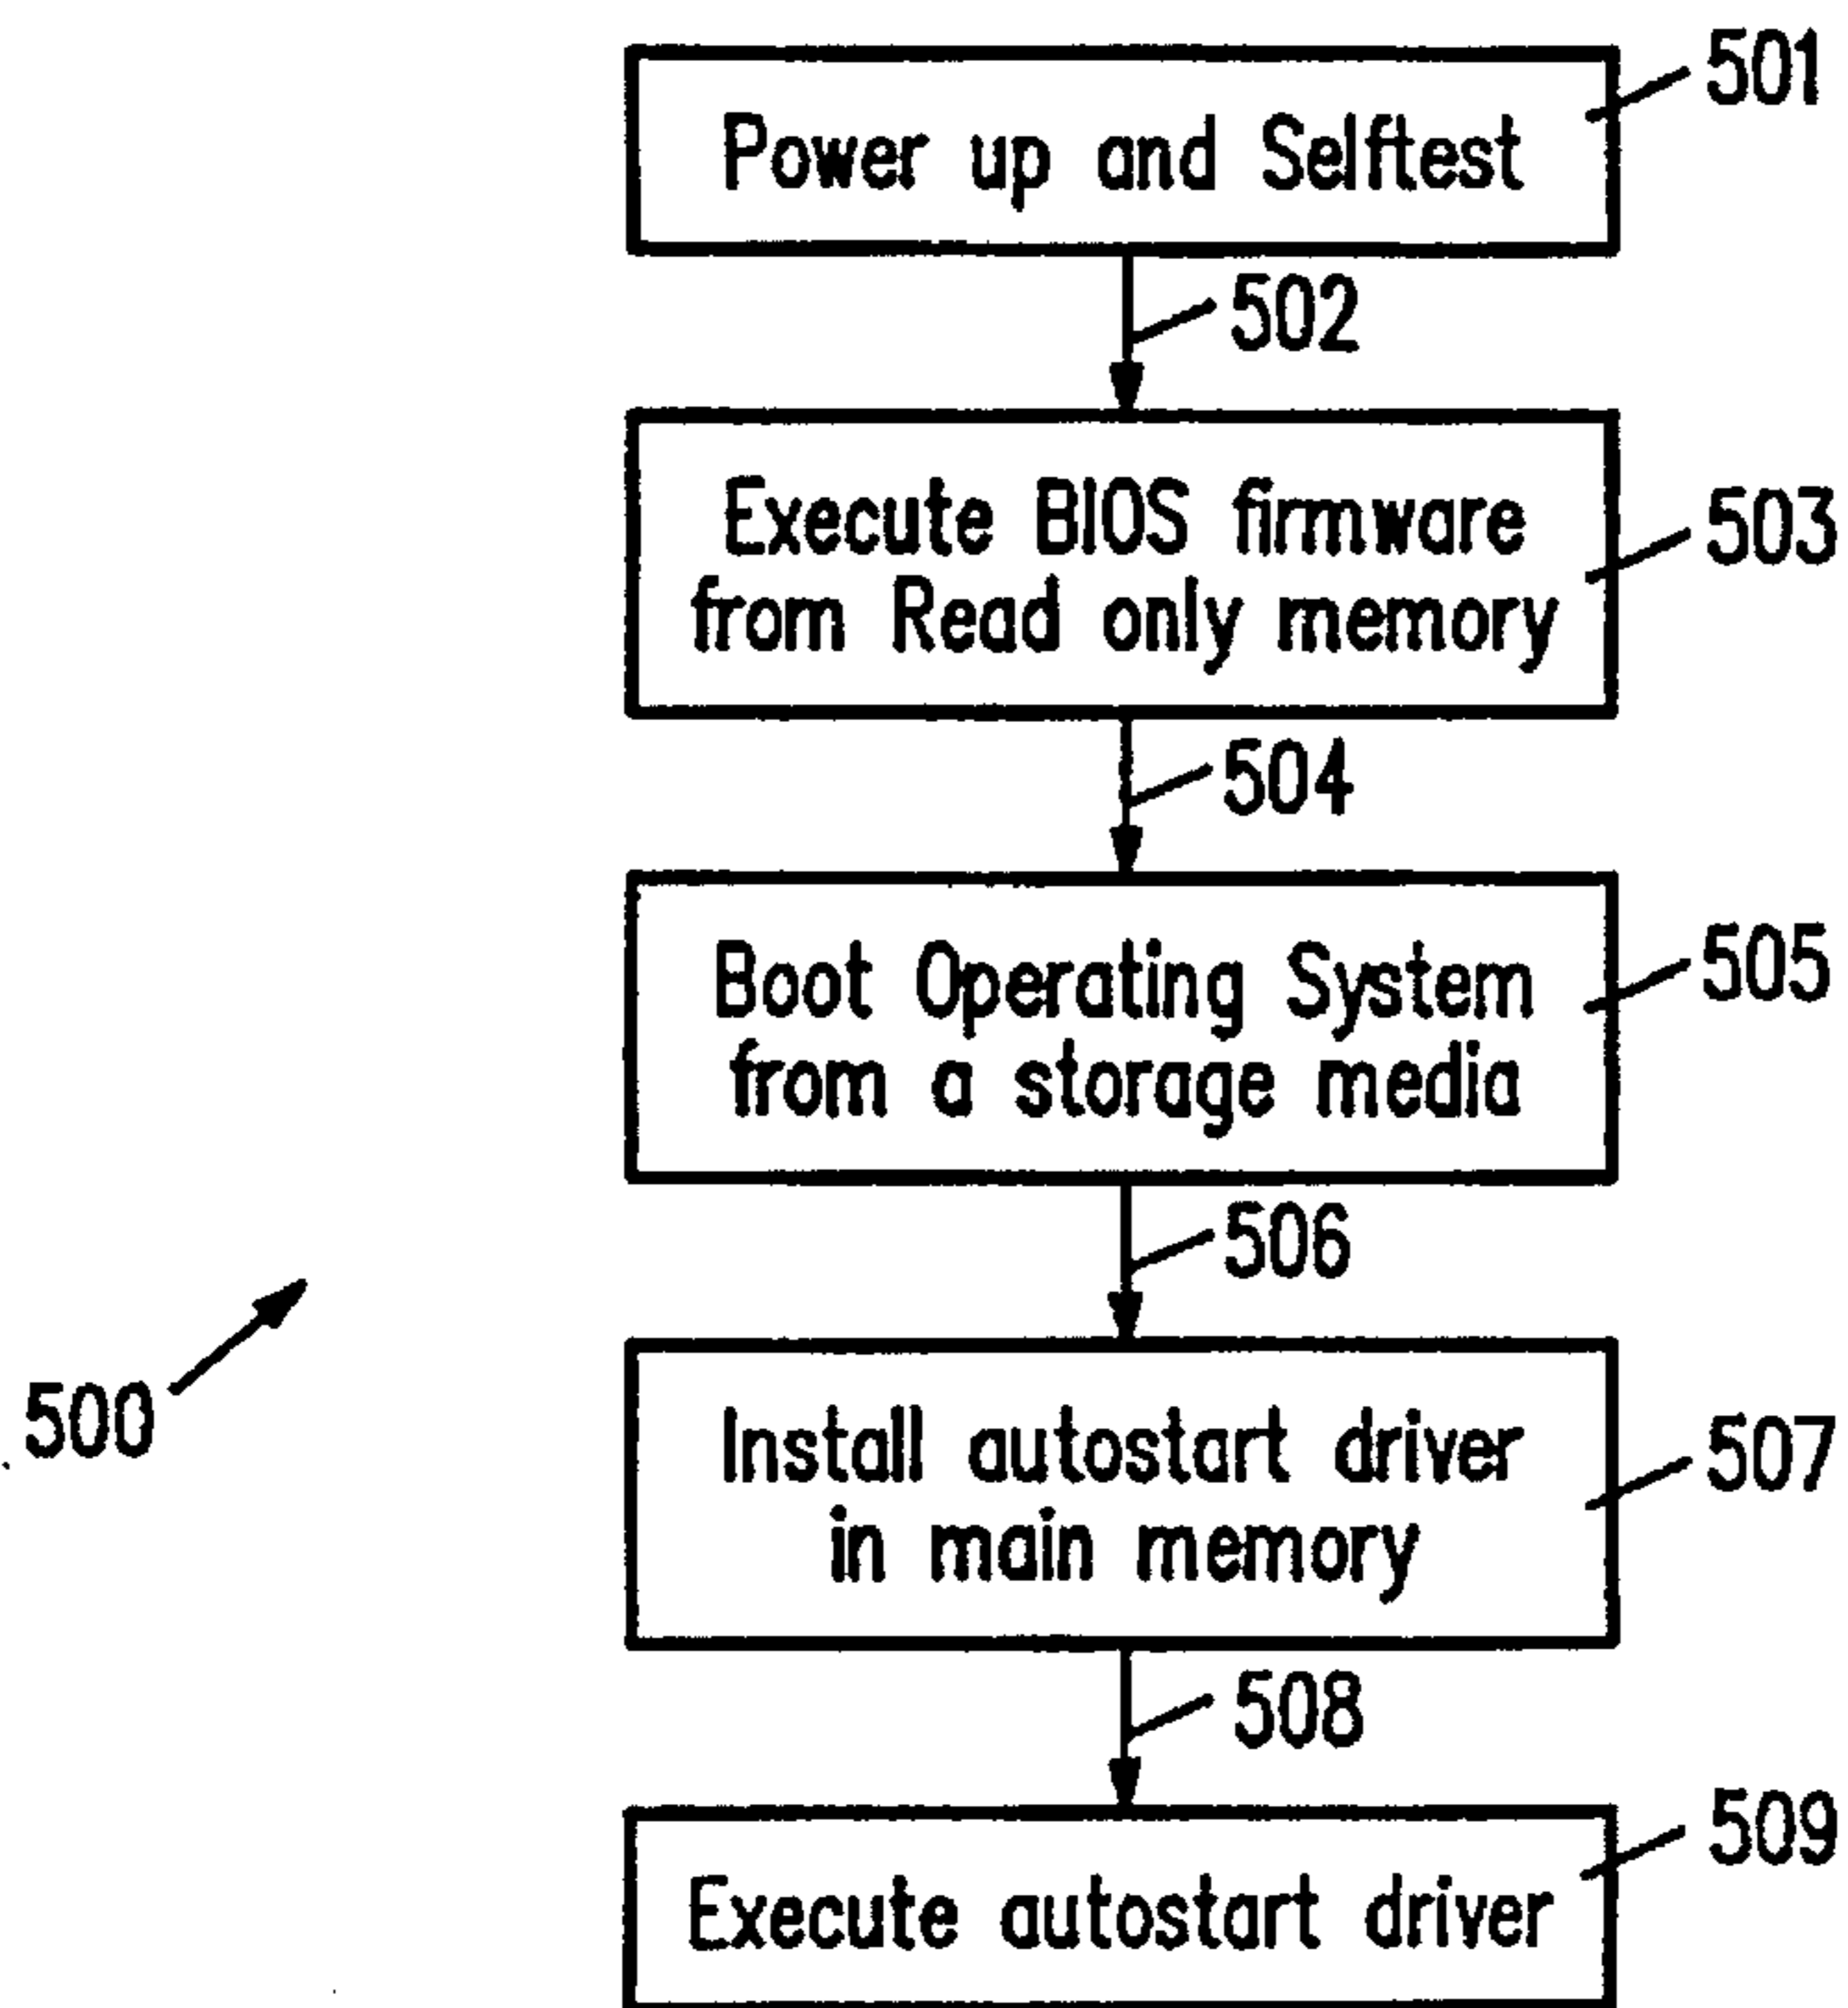 501
Power up and Selftest
502
Execute BIOS firmware
from Read only memory
503
504
Boot Operating System
from a storage media
505
506
500
Install autostart driver
in main memory
507
508
509
Execute autostart driver